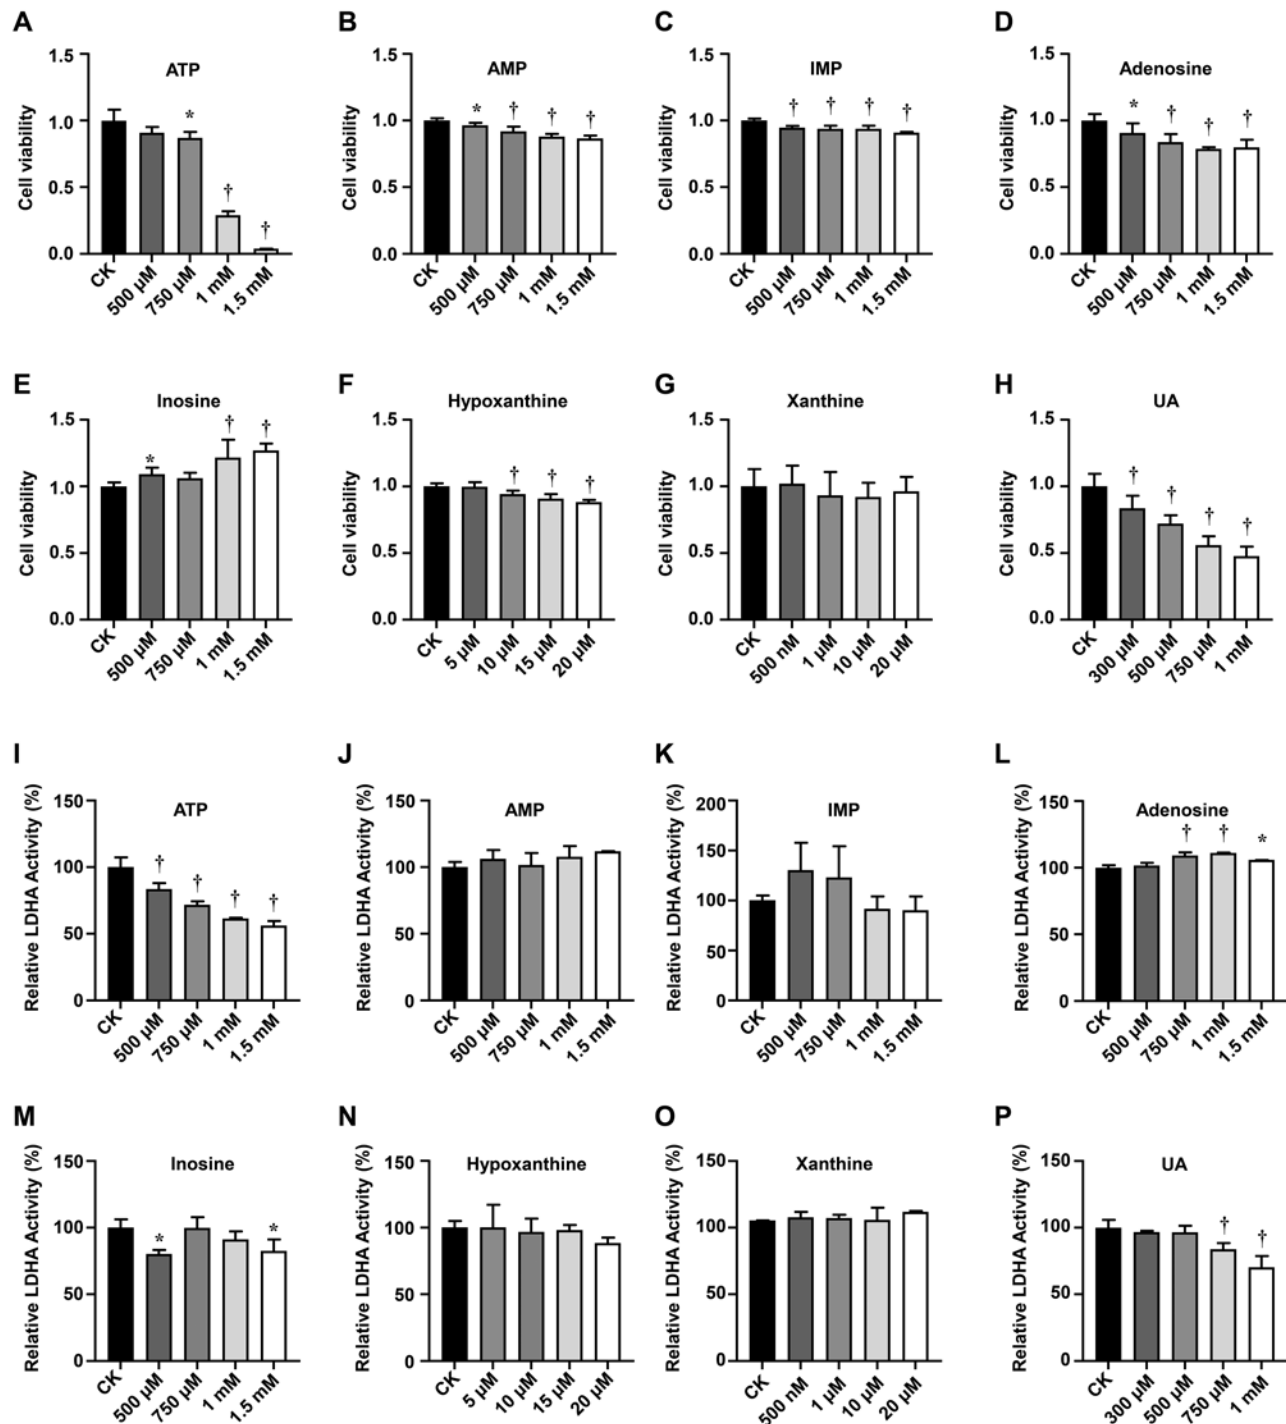 A
ATP
Cell viability
1.5
1.0
0.5
0.0
*
†
†
CK
500 µM
750 µM
1 mM
1.5 mM
B
AMP
Cell viability
1.5
1.0
0.5
0.0
*
†
†
†
CK
500 µM
750 µM
1 mM
1.5 mM
C
IMP
Cell viability
1.5
1.0
0.5
0.0
†
†
†
†
CK
500 µM
750 µM
1 mM
1.5 mM
D
Adenosine
Cell viability
1.5
1.0
0.5
0.0
*
†
†
†
CK
500 µM
750 µM
1 mM
1.5 mM
E
Inosine
Cell viability
1.5
1.0
0.5
0.0
*
†
†
CK
500 µM
750 µM
1 mM
1.5 mM
F
Hypoxanthine
Cell viability
1.5
1.0
0.5
0.0
†
†
†
CK
5 µM
10 µM
15 µM
20 µM
G
Xanthine
Cell viability
1.5
1.0
0.5
0.0
CK
500 nM
1 µM
10 µM
20 µM
H
UA
Cell viability
1.5
1.0
0.5
0.0
†
†
†
†
CK
300 µM
500 µM
750 µM
1 mM
I
ATP
Relative LDHA Activity (%)
150
100
50
0
†
†
†
†
CK
500 µM
750 µM
1 mM
1.5 mM
J
AMP
Relative LDHA Activity (%)
150
100
50
0
CK
500 µM
750 µM
1 mM
1.5 mM
K
IMP
Relative LDHA Activity (%)
200
150
100
50
0
CK
500 µM
750 µM
1 mM
1.5 mM
L
Adenosine
Relative LDHA Activity (%)
150
100
50
0
†
†
*
CK
500 µM
750 µM
1 mM
1.5 mM
M
Inosine
Relative LDHA Activity (%)
150
100
50
0
*
*
CK
500 µM
750 µM
1 mM
1.5 mM
N
Hypoxanthine
Relative LDHA Activity (%)
150
100
50
0
CK
5 µM
10 µM
15 µM
20 µM
O
Xanthine
Relative LDHA Activity (%)
150
100
50
0
CK
500 nM
1 µM
10 µM
20 µM
P
UA
Relative LDHA Activity (%)
150
100
50
0
†
†
CK
300 µM
500 µM
750 µM
1 mM